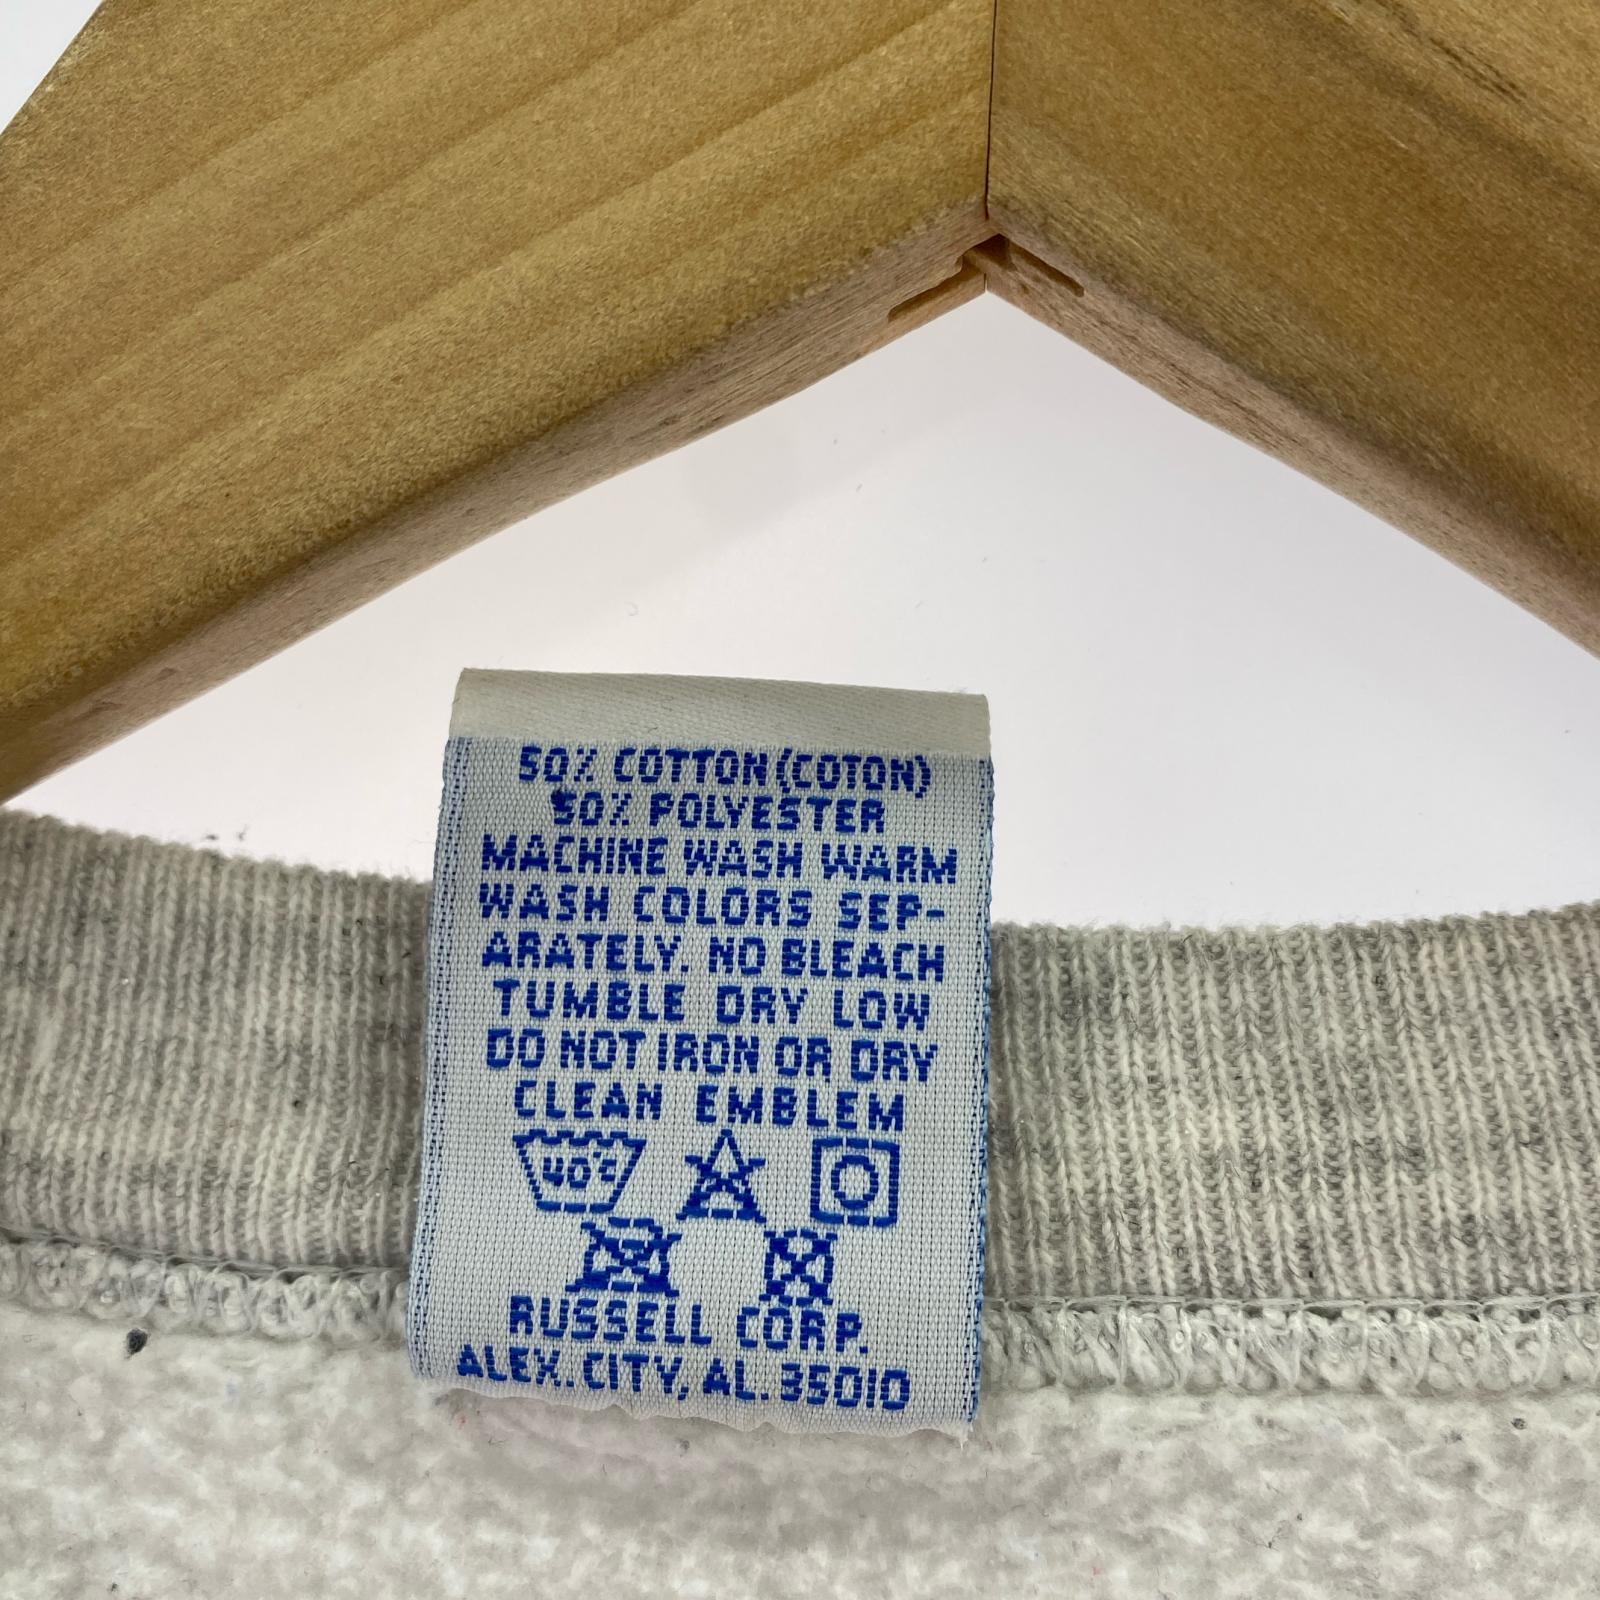 50% COTTON (COTON)
50% POLYESTER
MACHINE WASH WARM
WASH COLORS SEP-
ARATELY. NO BLEACH
TUMBLE DRY LOW
DO NOT IRON OR DRY
CLEAN EMBLEM
40°C
RUSSELL CORP.
ALEX. CITY, AL. 35010